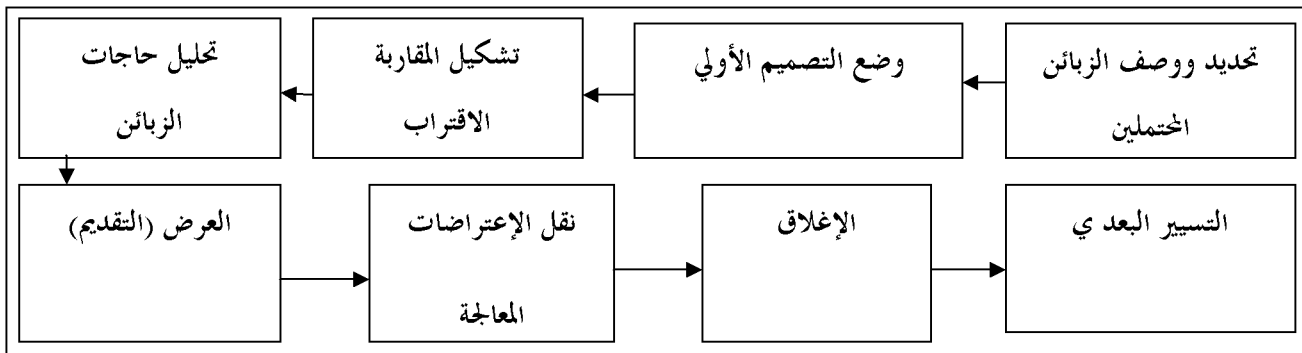 تحديد ووصف الزبائن
المحتملين
وضع التصميم الأولي
تشكيل المقاربة
الاقتراب
تحليل حاجات
الزبائن
العرض (التقديم)
نقل الإعتراضات
المعالجة
الإغلاق
التسيير البعد ي